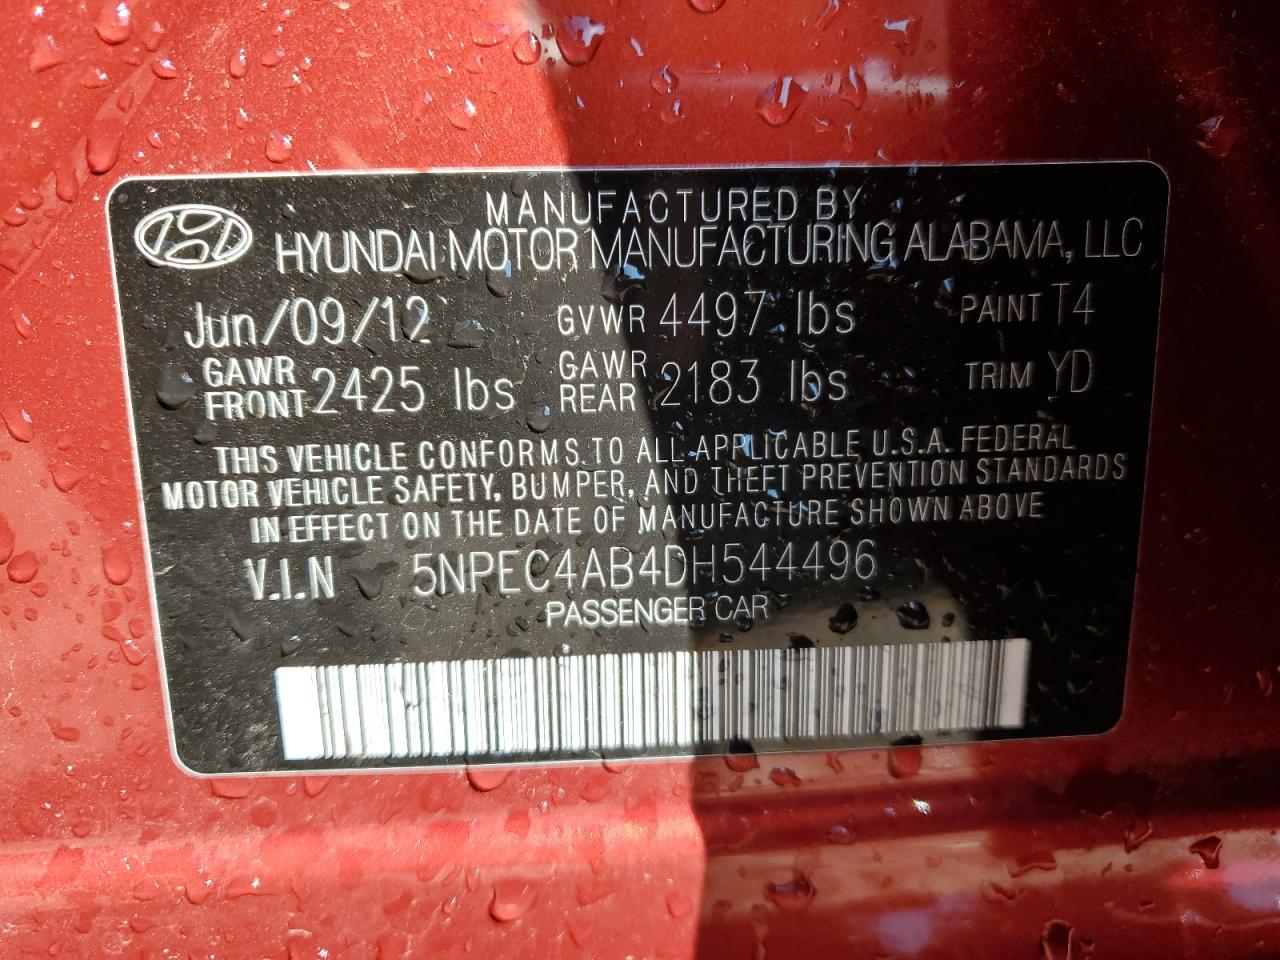 MANUFACTURED BY
HYUNDAI MOTOR MANUFACTURING ALABAMA, LLC
Jun/09/12 GVWR 4497 lbs PAINT T4
GAWR FRONT 2425 lbs GAWR REAR 2183 lbs TRIM YD
THIS VEHICLE CONFORMS TO ALL APPLICABLE U.S.A. FEDERAL
MOTOR VEHICLE SAFETY, BUMPER, AND THEFT PREVENTION STANDARDS
IN EFFECT ON THE DATE OF MANUFACTURE SHOWN ABOVE
V.I.N 5NPEC4AB4DH544496
PASSENGER CAR